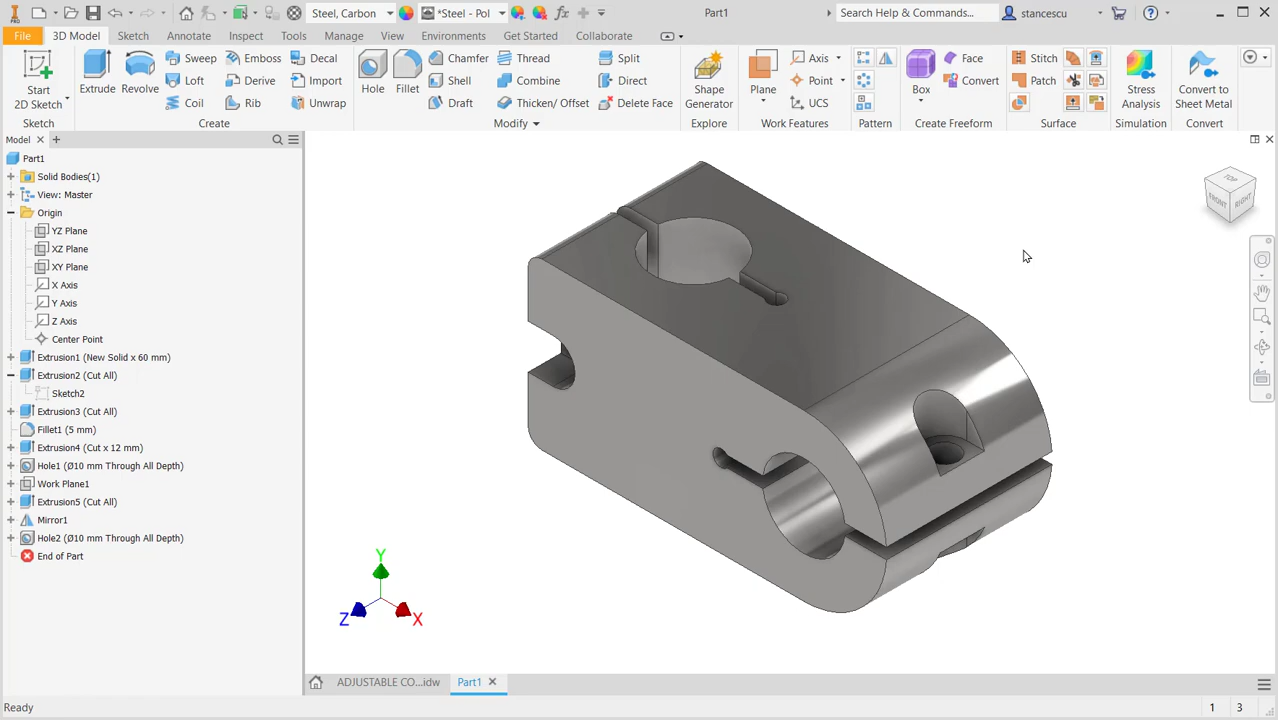 PRO
Steel, Carbon
*Steel - Pol
fx
Part1
Search Help & Commands...
stancescu
File
3D Model
Sketch
Annotate
Inspect
Tools
Manage
View
Environments
Get Started
Collaborate
Start
2D Sketch
Extrude
Revolve
Sweep
Loft
Coil
Emboss
Derive
Rib
Decal
Import
Unwrap
Hole
Fillet
Chamfer
Shell
Draft
Thread
Combine
Thicken/ Offset
Split
Direct
Delete Face
Shape
Generator
Plane
Axis
Point
UCS
Box
Face
Convert
Stitch
Patch
Stress
Analysis
Convert to
Sheet Metal
Sketch
Create
Modify
Explore
Work Features
Pattern
Create Freeform
Surface
Simulation
Convert
Model
Part1
Solid Bodies(1)
View: Master
Origin
YZ Plane
XZ Plane
XY Plane
X Axis
Y Axis
Z Axis
Center Point
Extrusion1 (New Solid x 60 mm)
Extrusion2 (Cut All)
Sketch2
Extrusion3 (Cut All)
Fillet1 (5 mm)
Extrusion4 (Cut x 12 mm)
Hole1 (Ø10 mm Through All Depth)
Work Plane1
Extrusion5 (Cut All)
Mirror1
Hole2 (Ø10 mm Through All Depth)
End of Part
TOP
FRONT
RIGHT
Y
Z
X
ADJUSTABLE CO...idw
Part1
Ready
1
3